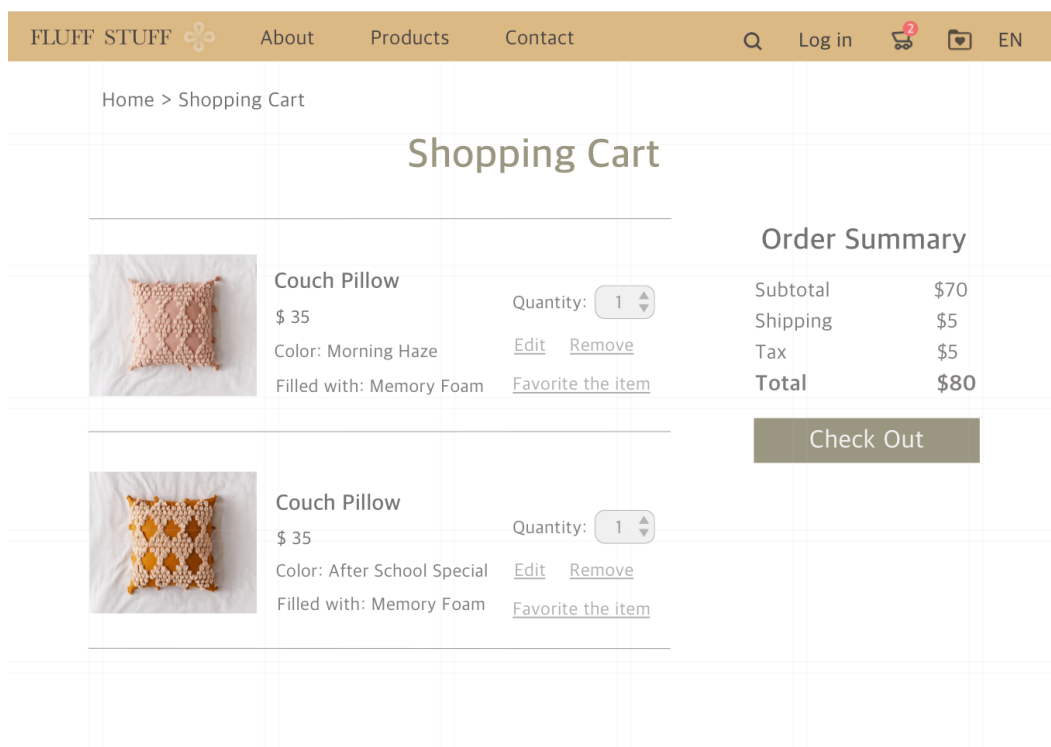 FLUFF STUFF About Products Contact Log in 2 EN
Home > Shopping Cart
Shopping Cart
Couch Pillow
$ 35
Color: Morning Haze
Filled with: Memory Foam
Quantity: 1
Edit Remove
Favorite the item
Couch Pillow
$ 35
Color: After School Special
Filled with: Memory Foam
Quantity: 1
Edit Remove
Favorite the item
Order Summary
Subtotal $70
Shipping $5
Tax $5
Total $80
Check Out